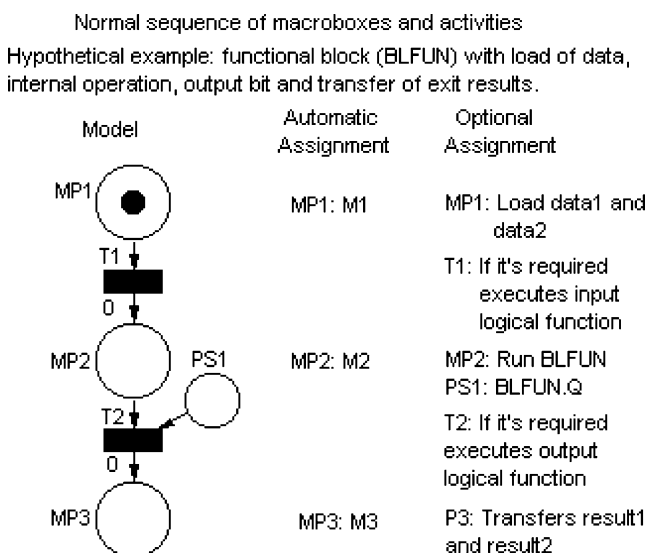 Normal sequence of macroboxes and activities
Hypothetical example: functional block (BLFUN) with load of data,
internal operation, output bit and transfer of exit results.
Model
Automatic
Assignment
Optional
Assignment
MP1
MP1: M1
MP1: Load data1 and
data2
T1
T1: If it's required
executes input
logical function
0
MP2
PS1
MP2: M2
MP2: Run BLFUN
PS1: BLFUN.Q
T2
T2: If it's required
executes output
logical function
0
MP3
MP3: M3
P3: Transfers result1
and result2